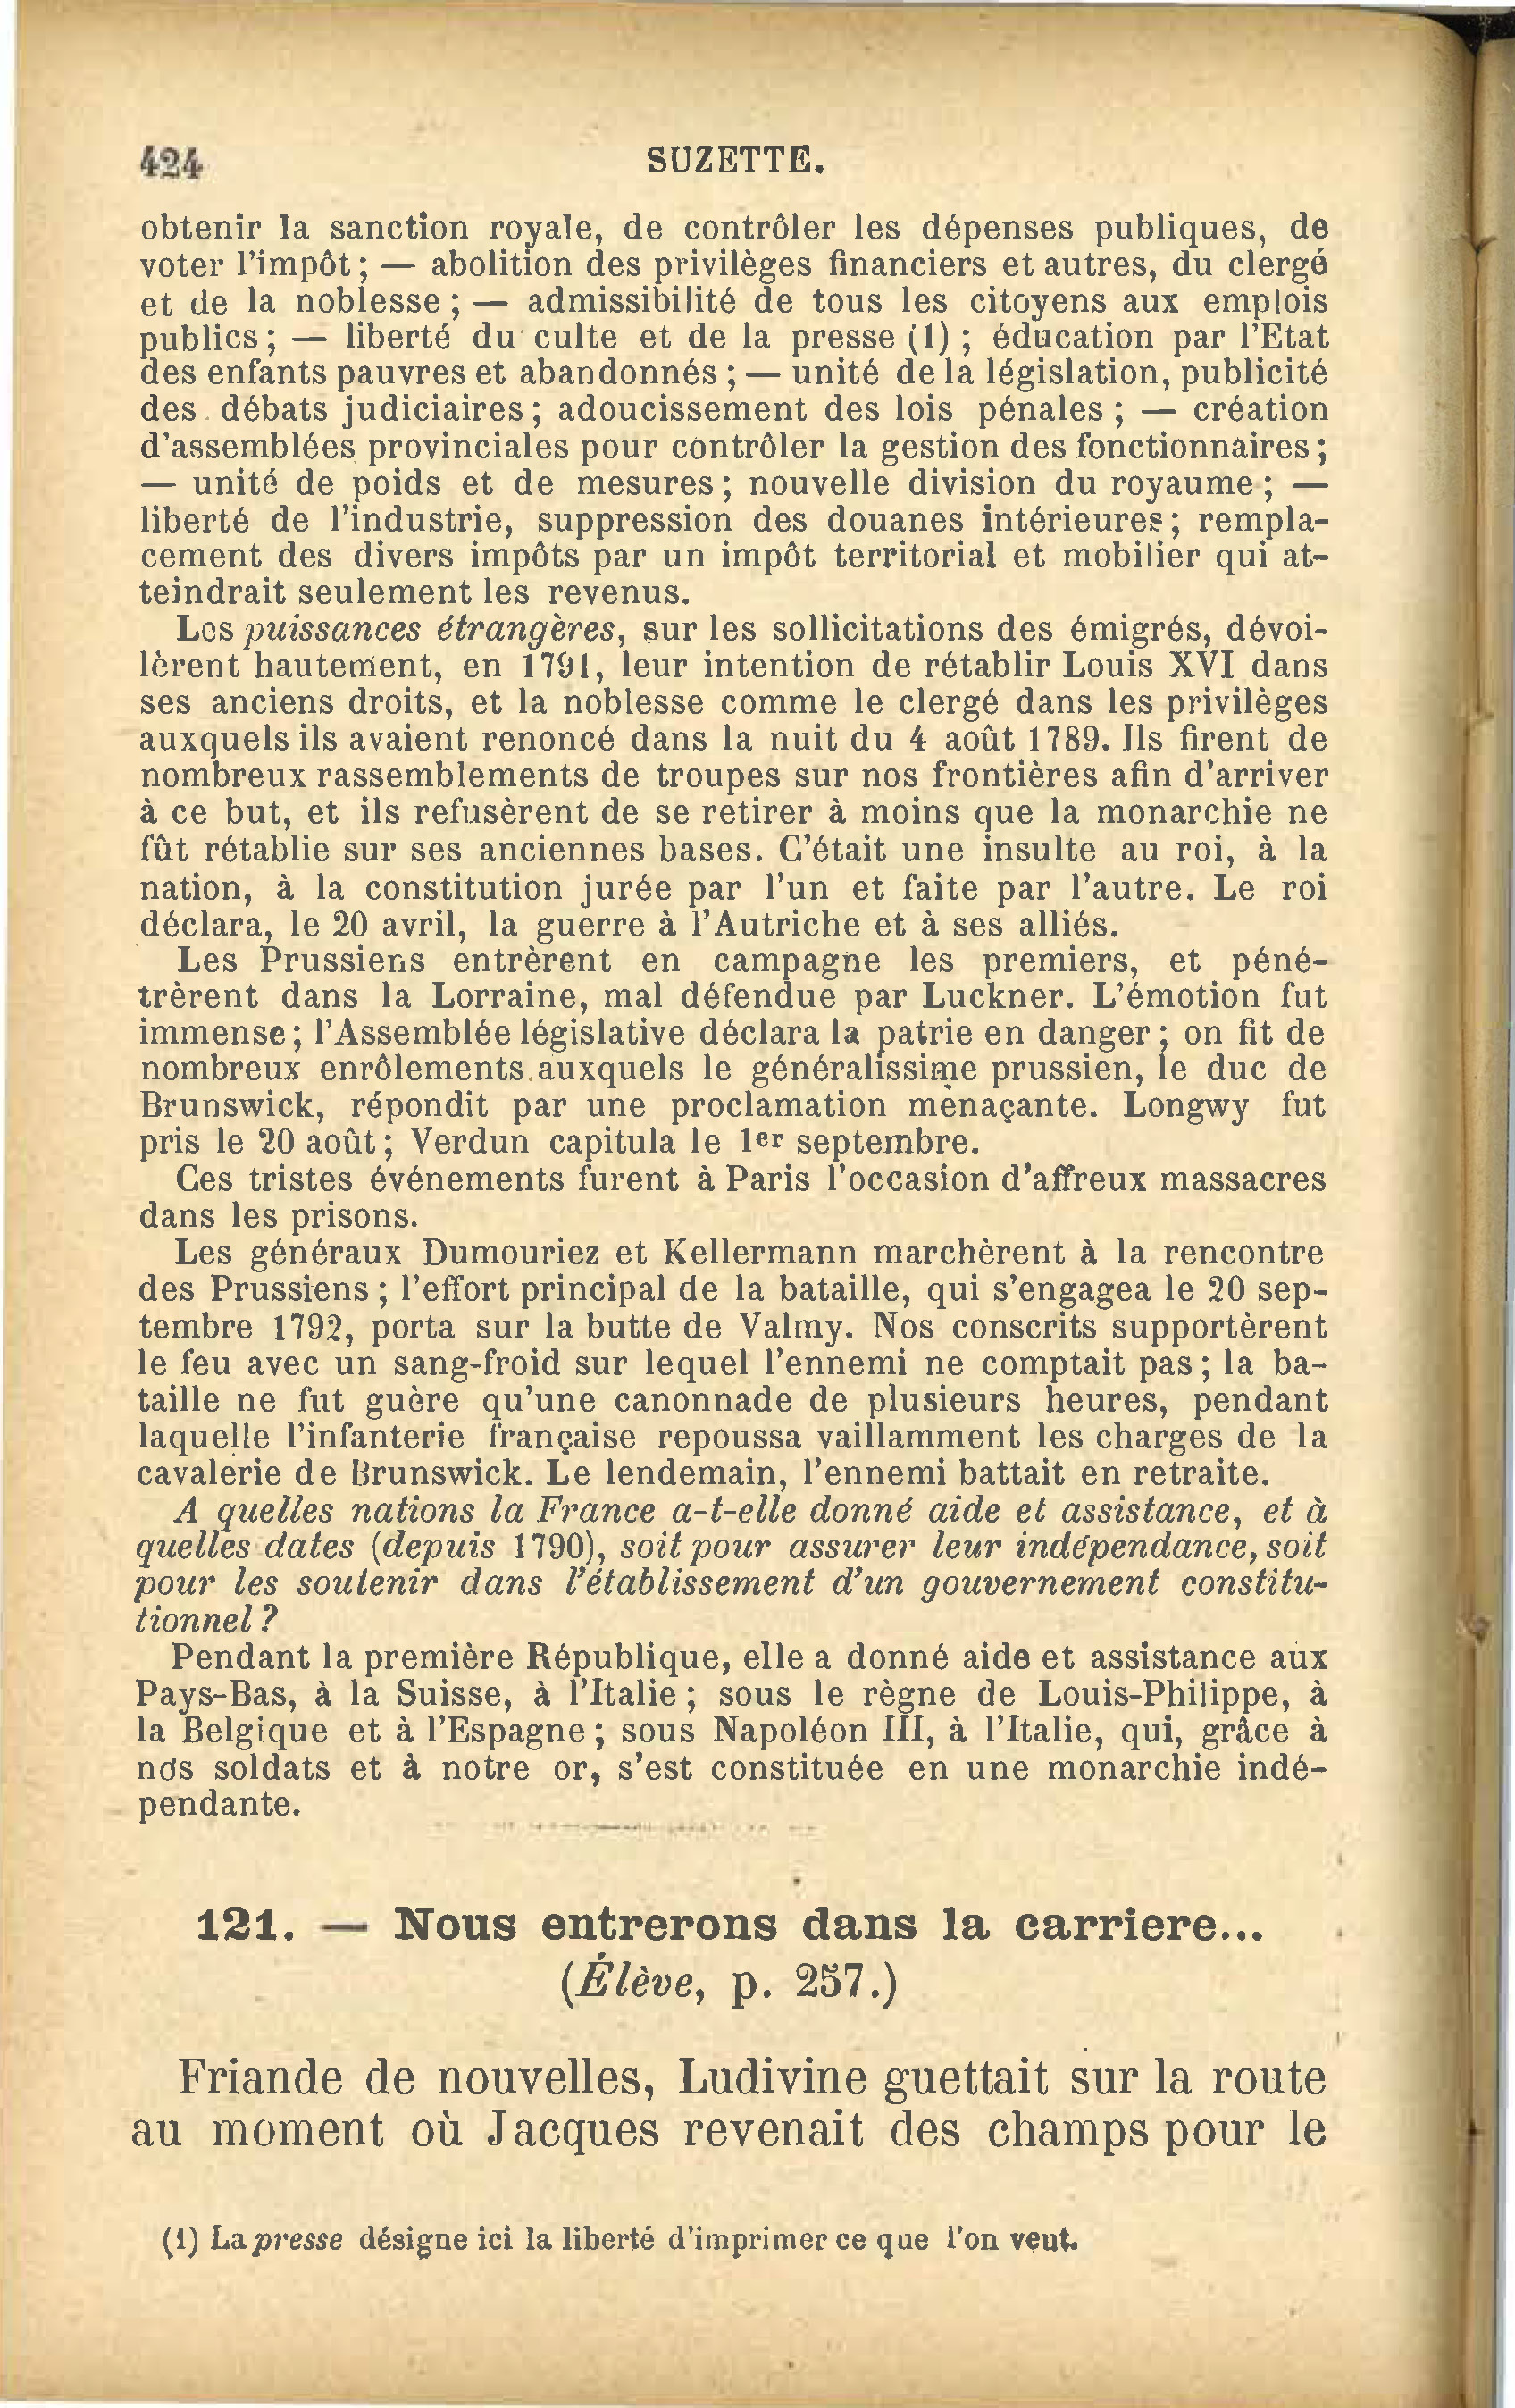 424
SUZETTE.
obtenir la sanction royale, de contrôler les dépenses publiques, de
voter l'impôt ; — abolition des privilèges financiers et autres, du clergé
et de la noblesse ; — admissibilité de tous les citoyens aux emplois
publics ; — liberté du culte et de la presse (1) ; éducation par l'Etat
des enfants pauvres et abandonnés ; — unité de la législation, publicité
des débats judiciaires ; adoucissement des lois pénales ; — création
d'assemblées provinciales pour contrôler la gestion des fonctionnaires ;
— unité de poids et de mesures ; nouvelle division du royaume ; —
liberté de l'industrie, suppression des douanes intérieures ; rempla-
cement des divers impôts par un impôt territorial et mobilier qui at-
teindrait seulement les revenus.
Les puissances étrangères, sur les sollicitations des émigrés, dévoi-
lèrent hautement, en 1791, leur intention de rétablir Louis XVI dans
ses anciens droits, et la noblesse comme le clergé dans les privilèges
auxquels ils avaient renoncé dans la nuit du 4 août 1789. Ils firent de
nombreux rassemblements de troupes sur nos frontières afin d'arriver
à ce but, et ils refusèrent de se retirer à moins que la monarchie ne
fût rétablie sur ses anciennes bases. C'était une insulte au roi, à la
nation, à la constitution jurée par l'un et faite par l'autre. Le roi
déclara, le 20 avril, la guerre à l'Autriche et à ses alliés.
Les Prussiens entrèrent en campagne les premiers, et péné-
trèrent dans la Lorraine, mal défendue par Luckner. L'émotion fut
immense ; l'Assemblée législative déclara la patrie en danger ; on fit de
nombreux enrôlements auxquels le généralissime prussien, le duc de
Brunswick, répondit par une proclamation menaçante. Longwy fut
pris le 20 août ; Verdun capitula le 1er septembre.
Ces tristes événements furent à Paris l'occasion d'affreux massacres
dans les prisons.
Les généraux Dumouriez et Kellermann marchèrent à la rencontre
des Prussiens ; l'effort principal de la bataille, qui s'engagea le 20 sep-
tembre 1792, porta sur la butte de Valmy. Nos conscrits supportèrent
le feu avec un sang-froid sur lequel l'ennemi ne comptait pas ; la ba-
taille ne fut guère qu'une canonnade de plusieurs heures, pendant
laquelle l'infanterie française repoussa vaillamment les charges de la
cavalerie de Brunswick. Le lendemain, l'ennemi battait en retraite.
A quelles nations la France a-t-elle donné aide et assistance, et à
quelles dates (depuis 1790), soit pour assurer leur indépendance, soit
pour les soutenir dans l'établissement d'un gouvernement constitu-
tionnel ?
Pendant la première République, elle a donné aide et assistance aux
Pays-Bas, à la Suisse, à l'Italie ; sous le règne de Louis-Philippe, à
la Belgique et à l'Espagne ; sous Napoléon III, à l'Italie, qui, grâce à
nos soldats et à notre or, s'est constituée en une monarchie indé-
pendante.
121. — Nous entrerons dans la carriere...
(Élève, p. 257.)
Friande de nouvelles, Ludivine guettait sur la route
au moment où Jacques revenait des champs pour le
(1) La presse désigne ici la liberté d'imprimer ce que l'on veut.